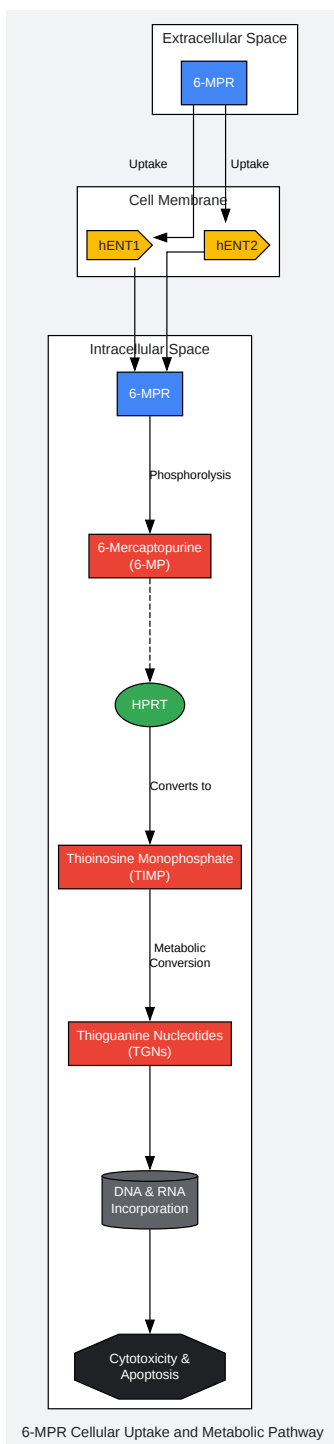 Extracellular Space
6-MPR
Uptake
Uptake
Cell Membrane
hENT1
hENT2
Intracellular Space
6-MPR
Phosphorolysis
6-Mercaptopurine
(6-MP)
HPRT
Converts to
Thioinosine Monophosphate
(TIMP)
Metabolic
Conversion
Thioguanine Nucleotides
(TGNs)
DNA & RNA
Incorporation
Cytotoxicity &
Apoptosis
6-MPR Cellular Uptake and Metabolic Pathway